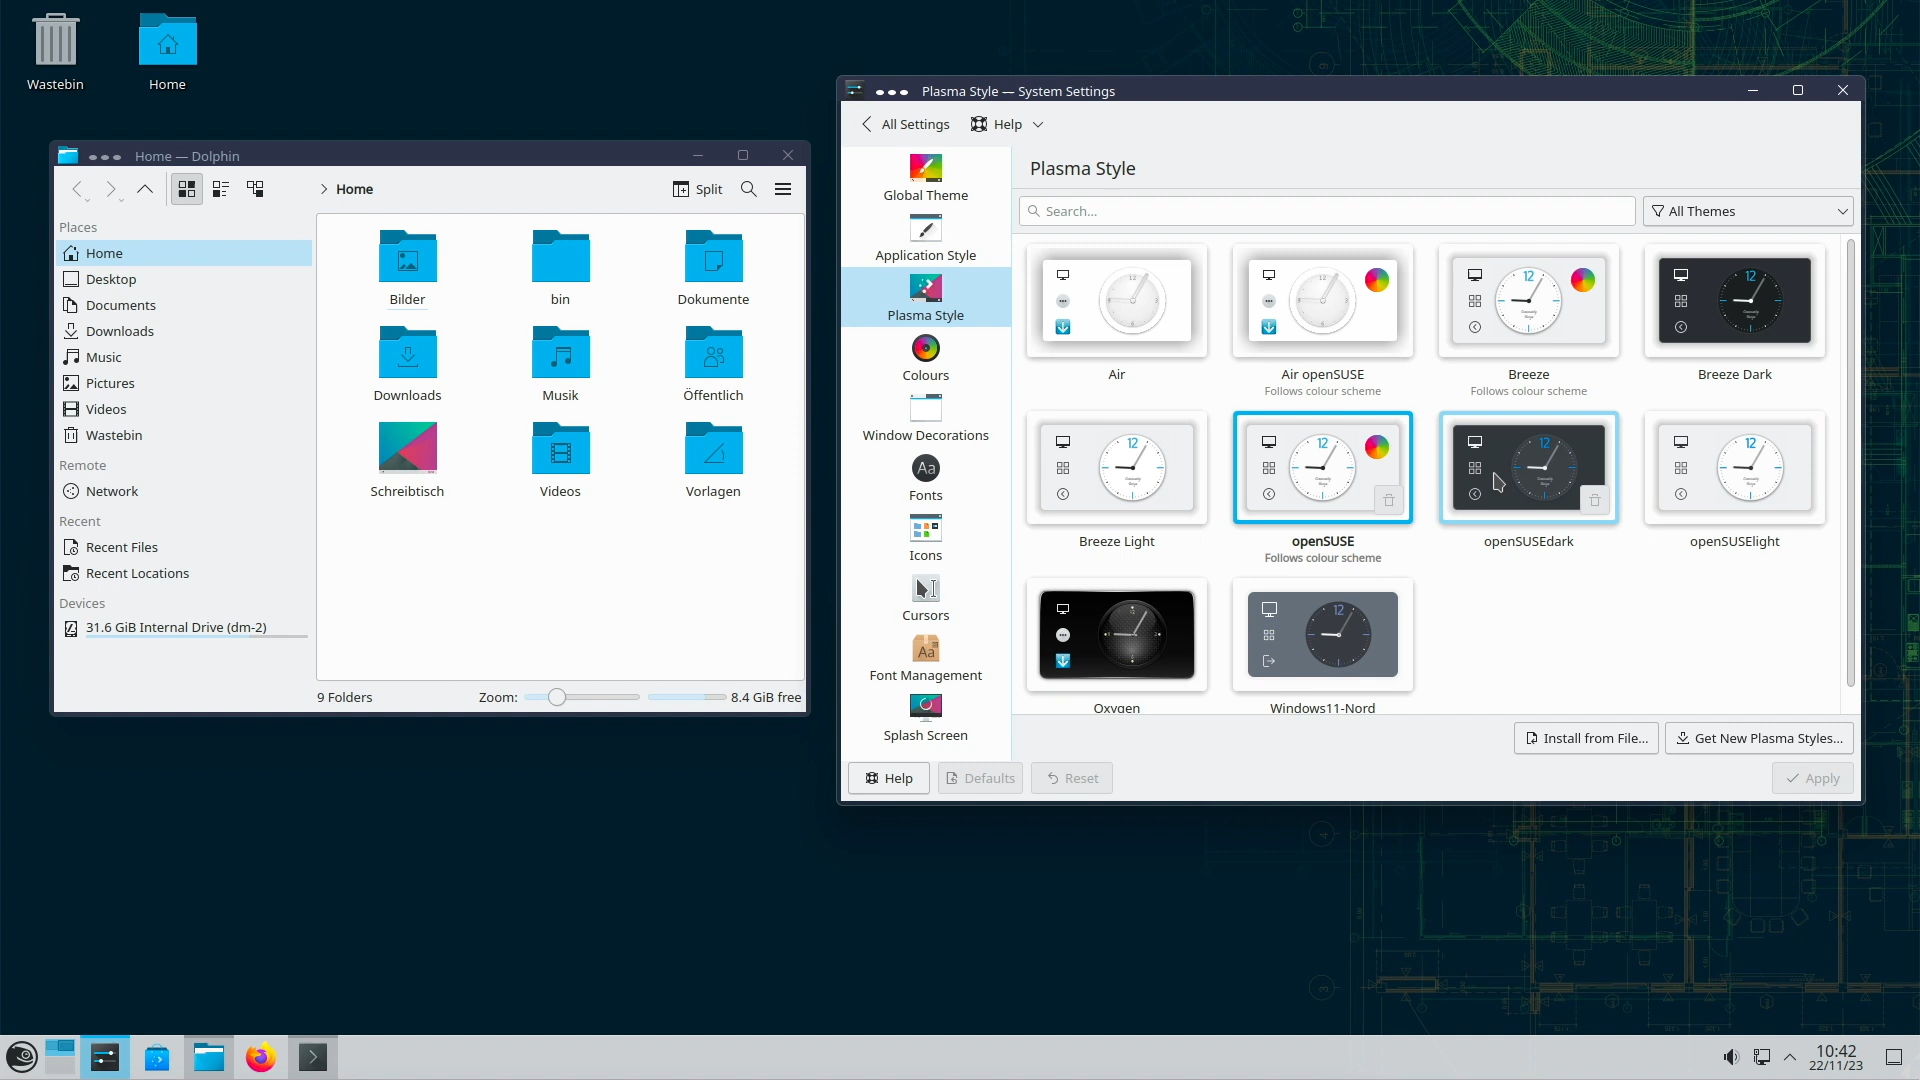 Wastebin
Home
Home — Dolphin
Home
Split
Places
Home
Desktop
Documents
Downloads
Music
Pictures
Videos
Wastebin
Remote
Network
Recent
Recent Files
Recent Locations
Devices
31.6 GiB Internal Drive (dm-2)
Bilder
bin
Dokumente
Downloads
Musik
Öffentlich
Schreibtisch
Videos
Vorlagen
9 Folders
Zoom:
8.4 GiB free
Plasma Style — System Settings
All Settings
Help
Global Theme
Application Style
Plasma Style
Colours
Window Decorations
Fonts
Icons
Cursors
Font Management
Splash Screen
Plasma Style
Search...
All Themes
Air
Air openSUSE
Follows colour scheme
Breeze
Follows colour scheme
Breeze Dark
Breeze Light
openSUSE
Follows colour scheme
openSUSEdark
openSUSElight
Oxygen
Windows11-Nord
Install from File...
Get New Plasma Styles...
Help
Defaults
Reset
Apply
10:42
22/11/23